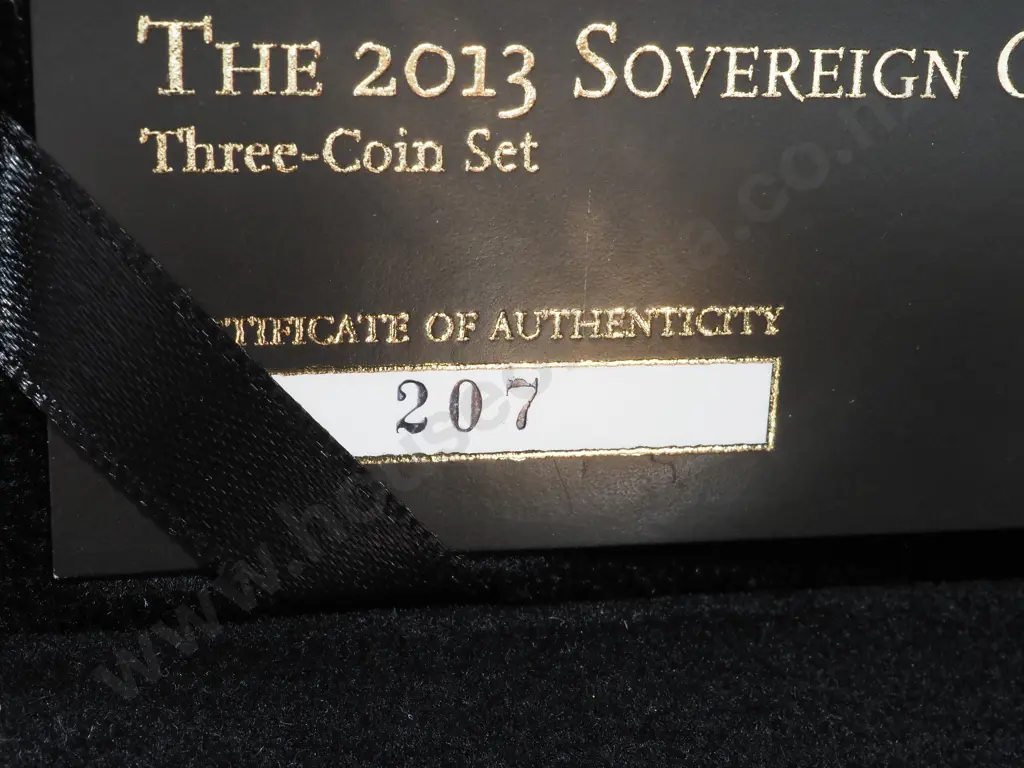 THE 2013 SOVEREIGN
Three-Coin Set
TIFICATE OF AUTHENTICITY
207